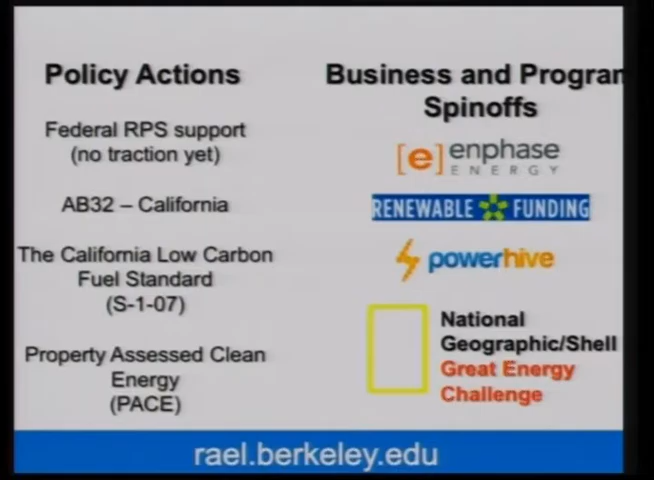 Policy Actions
Federal RPS support
(no traction yet)
AB32 – California
The California Low Carbon
Fuel Standard
(S-1-07)
Property Assessed Clean
Energy
(PACE)
Business and Program
Spinoffs
[e] enphase
ENERGY
RENEWABLE FUNDING
powerhive
National
Geographic/Shell
Great Energy
Challenge
rael.berkeley.edu